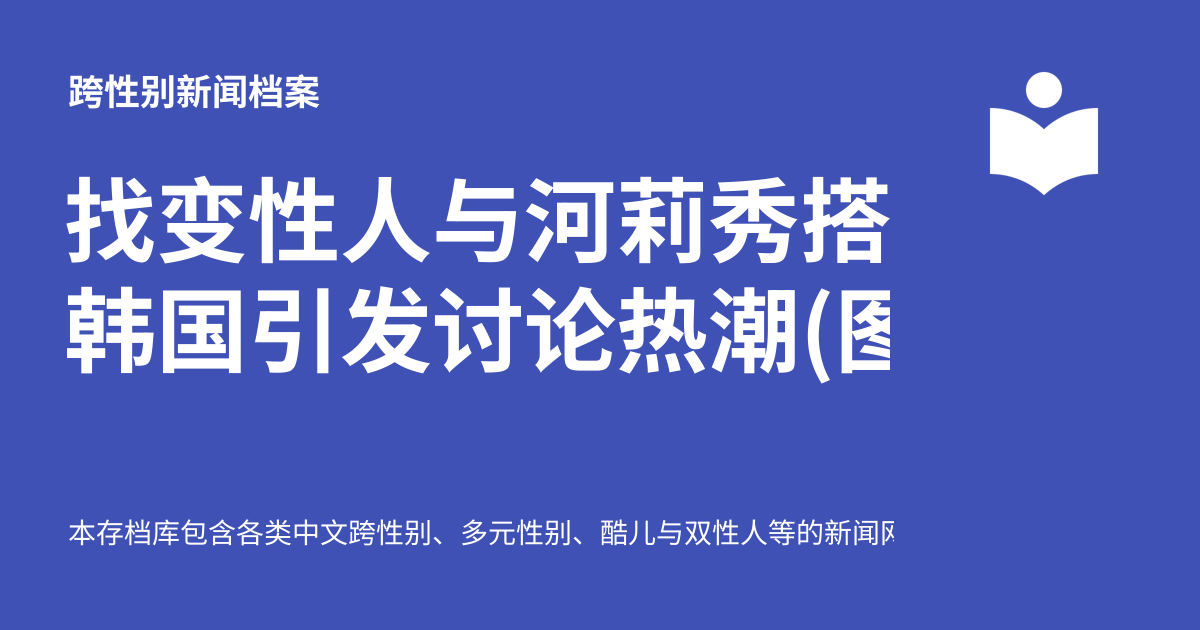 跨性别新闻档案
找变性人与河莉秀搭
韩国引发讨论热潮(图
本存档库包含各类中文跨性别、多元性别、酷儿与双性人等的新闻网